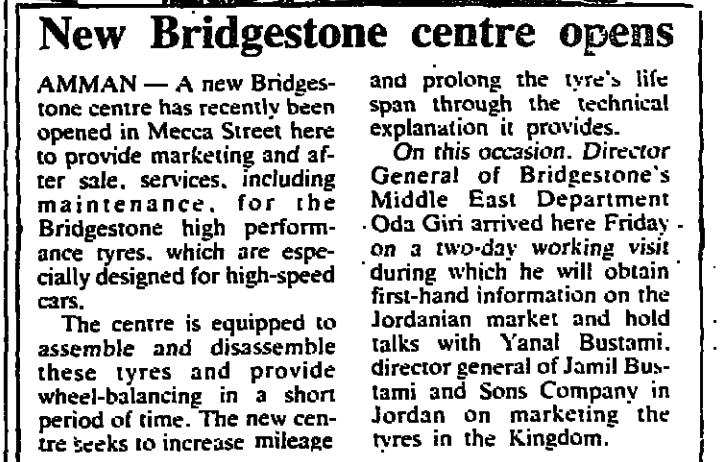 New Bridgestone centre opens
AMMAN — A new Bridges-
tone centre has recently been
opened in Mecca Street here
to provide marketing and af-
ter sale, services, including
maintenance, for the
Bridgestone high perform-
ance tyres, which are espe-
cially designed for high-speed
cars.
The centre is equipped to
assemble and disassemble
these tyres and provide
wheel-balancing in a short
period of time. The new cen-
tre seeks to increase mileage
and prolong the tyre's life
span through the technical
explanation it provides.
On this occasion, Director
General of Bridgestone's
Middle East Department
Oda Giri arrived here Friday
on a two-day working visit
during which he will obtain
first-hand information on the
Jordanian market and hold
talks with Yanal Bustami,
director general of Jamil Bus-
tami and Sons Company in
Jordan on marketing the
tyres in the Kingdom.